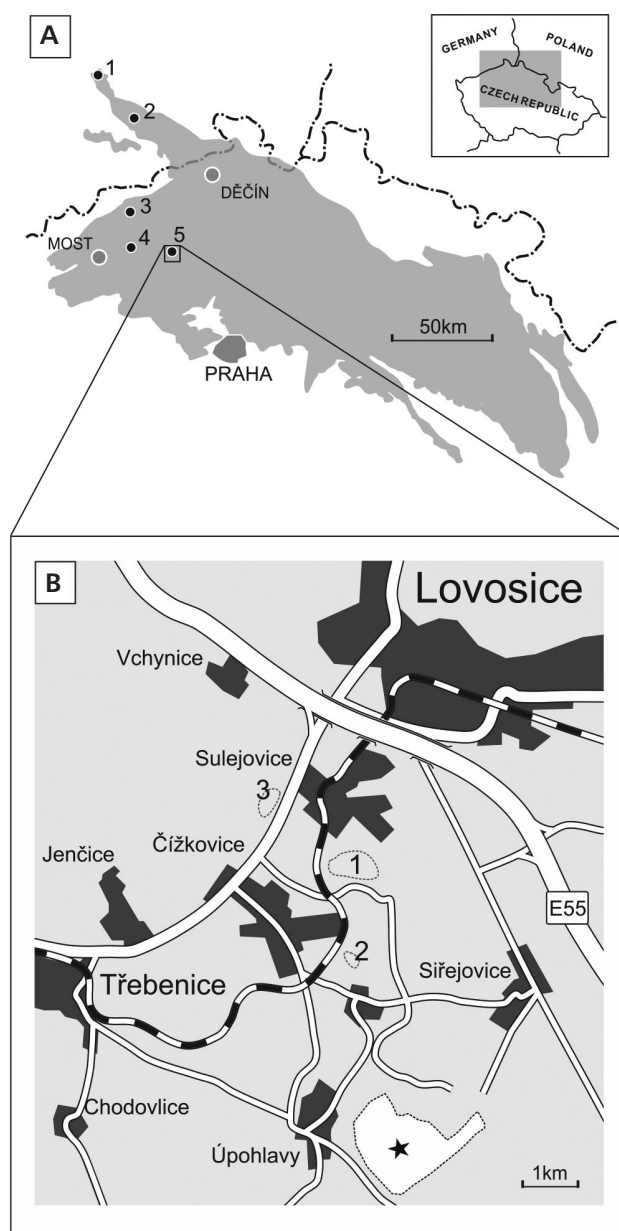 A
GERMANY
POLAND
CZECH REPUBLIC
1
2
DĚČÍN
3
MOST
4
5
50km
PRAHA
B
Lovosice
Vchynice
Sulejovice
3
Čížkovice
Jenčice
1
E55
2
Siřejovice
Třebenice
Chodovlice
Úpohlavy
1km